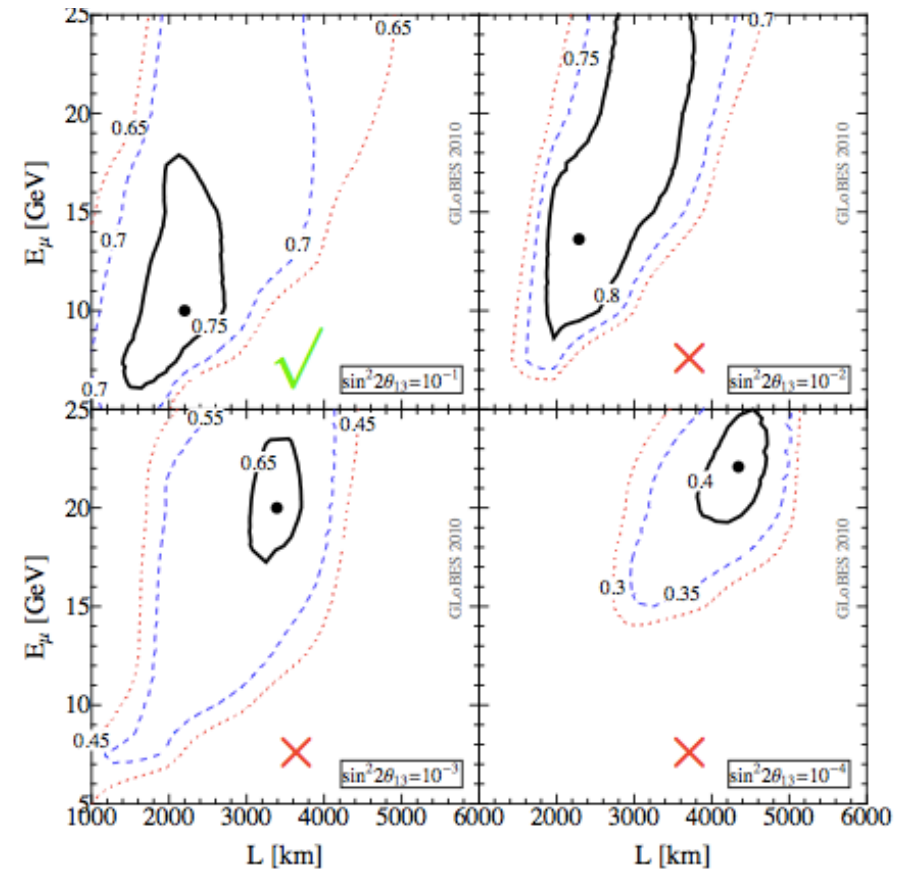 25
20
15
10
E_μ [GeV]
0.65
0.65
0.7
0.7
0.75
0.7
GLoBES 2010
sin²2θ₁₃=10⁻¹
0.7
0.75
0.8
GLoBES 2010
sin²2θ₁₃=10⁻²
25
20
15
10
5
E_μ [GeV]
0.55
0.45
0.65
0.45
GLoBES 2010
sin²2θ₁₃=10⁻³
0.4
0.3
0.35
GLoBES 2010
sin²2θ₁₃=10⁻⁴
1000 2000 3000 4000 5000 6000
2000 3000 4000 5000 6000
L [km]
L [km]